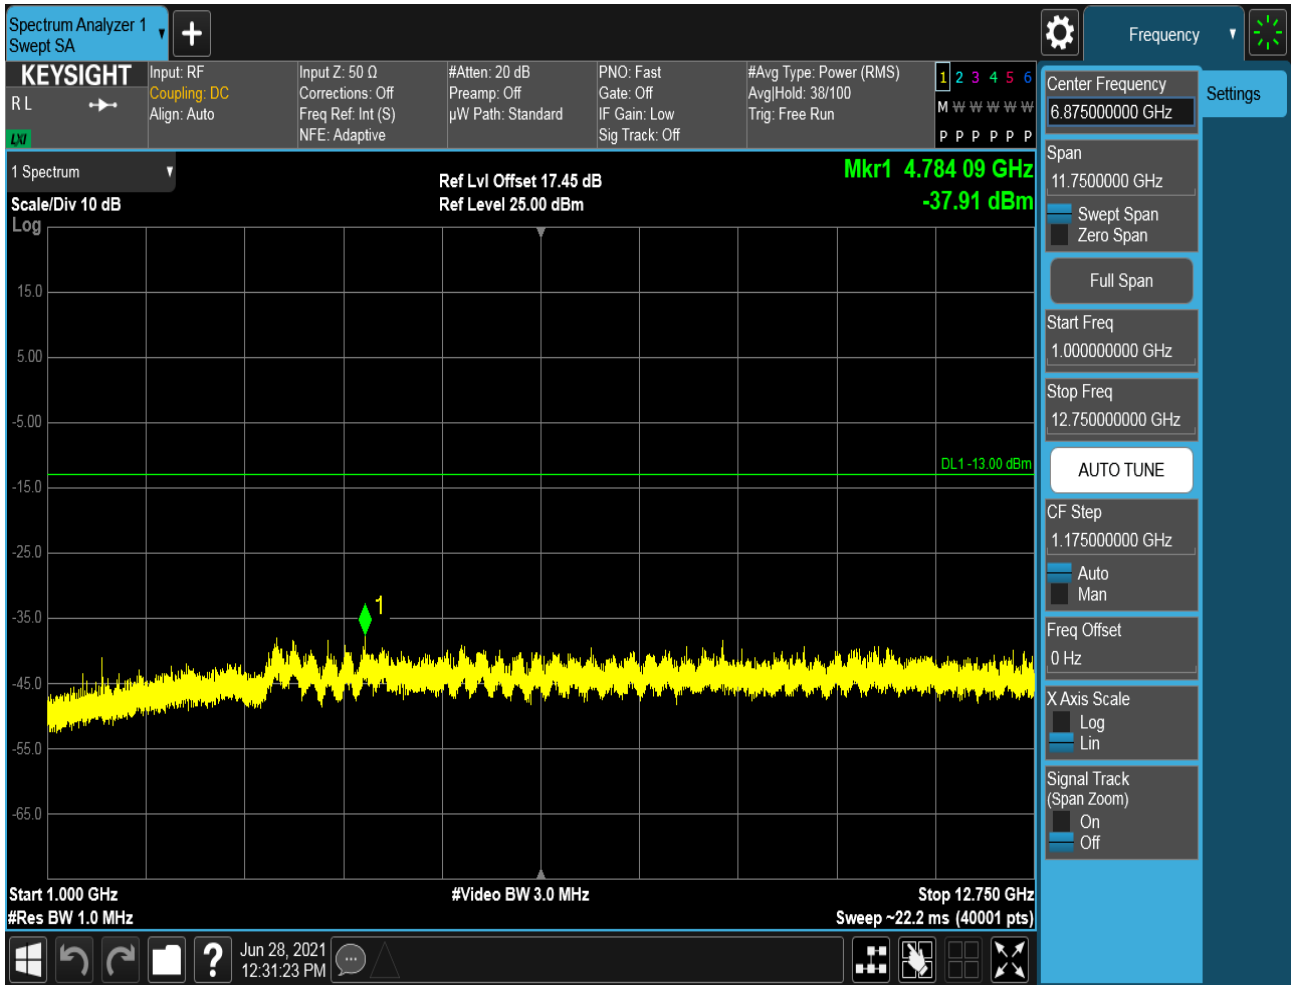 Spectrum Analyzer 1
Swept SA
Frequency
KEYSIGHT
R L
LXI
Input: RF
Coupling: DC
Align: Auto
Input Z: 50 Ω
Corrections: Off
Freq Ref: Int (S)
NFE: Adaptive
#Atten: 20 dB
Preamp: Off
µW Path: Standard
PNO: Fast
Gate: Off
IF Gain: Low
Sig Track: Off
#Avg Type: Power (RMS)
Avg|Hold: 38/100
Trig: Free Run
1 2 3 4 5 6
M W W W W W
P P P P P P
1 Spectrum
Scale/Div 10 dB
Log
Ref Lvl Offset 17.45 dB
Ref Level 25.00 dBm
Mkr1 4.784 09 GHz
-37.91 dBm
15.0
5.00
-5.00
DL1 -13.00 dBm
-15.0
-25.0
-35.0
1
-45.0
-55.0
-65.0
Start 1.000 GHz
#Res BW 1.0 MHz
#Video BW 3.0 MHz
Stop 12.750 GHz
Sweep ~22.2 ms (40001 pts)
Jun 28, 2021
12:31:23 PM
Center Frequency
6.875000000 GHz
Settings
Span
11.7500000 GHz
Swept Span
Zero Span
Full Span
Start Freq
1.000000000 GHz
Stop Freq
12.750000000 GHz
AUTO TUNE
CF Step
1.175000000 GHz
Auto
Man
Freq Offset
0 Hz
X Axis Scale
Log
Lin
Signal Track
(Span Zoom)
On
Off